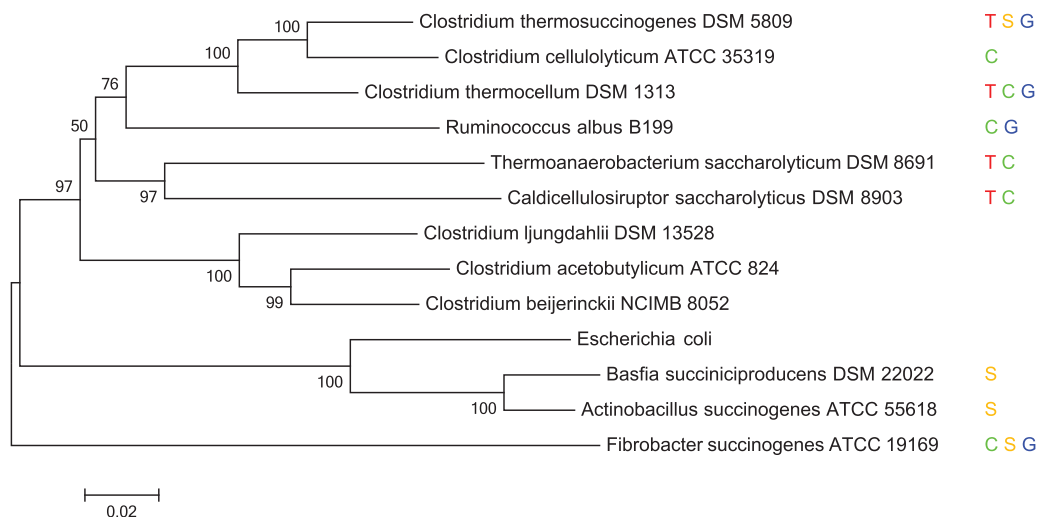 100 Clostridium thermosuccinogenes DSM 5809 T S G
100 Clostridium cellulolyticum ATCC 35319 C
76 Clostridium thermocellum DSM 1313 T C G
50 Ruminococcus albus B199 C G
Thermoanaerobacterium saccharolyticum DSM 8691 T C
97 97 Caldicellulosiruptor saccharolyticus DSM 8903 T C
Clostridium ljungdahlii DSM 13528
100 Clostridium acetobutylicum ATCC 824
99 Clostridium beijerinckii NCIMB 8052
Escherichia coli
100 Basfia succiniciproducens DSM 22022 S
100 Actinobacillus succinogenes ATCC 55618 S
Fibrobacter succinogenes ATCC 19169 C S G
0.02